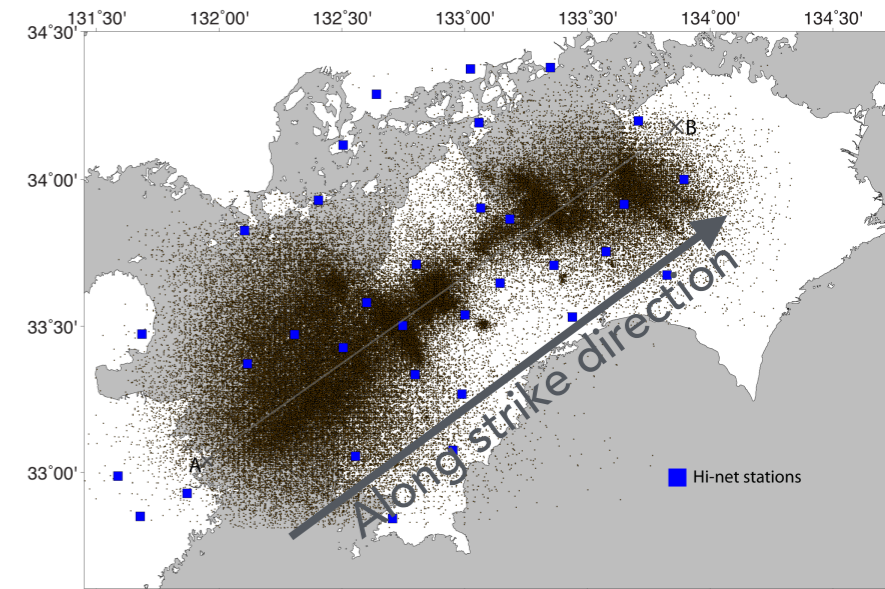 131°30' 132°00' 132°30' 133°00' 133°30' 134°00' 134°30'
34°30'
34°00'
B
Along strike direction
33°30'
A
33°00'
Hi-net stations